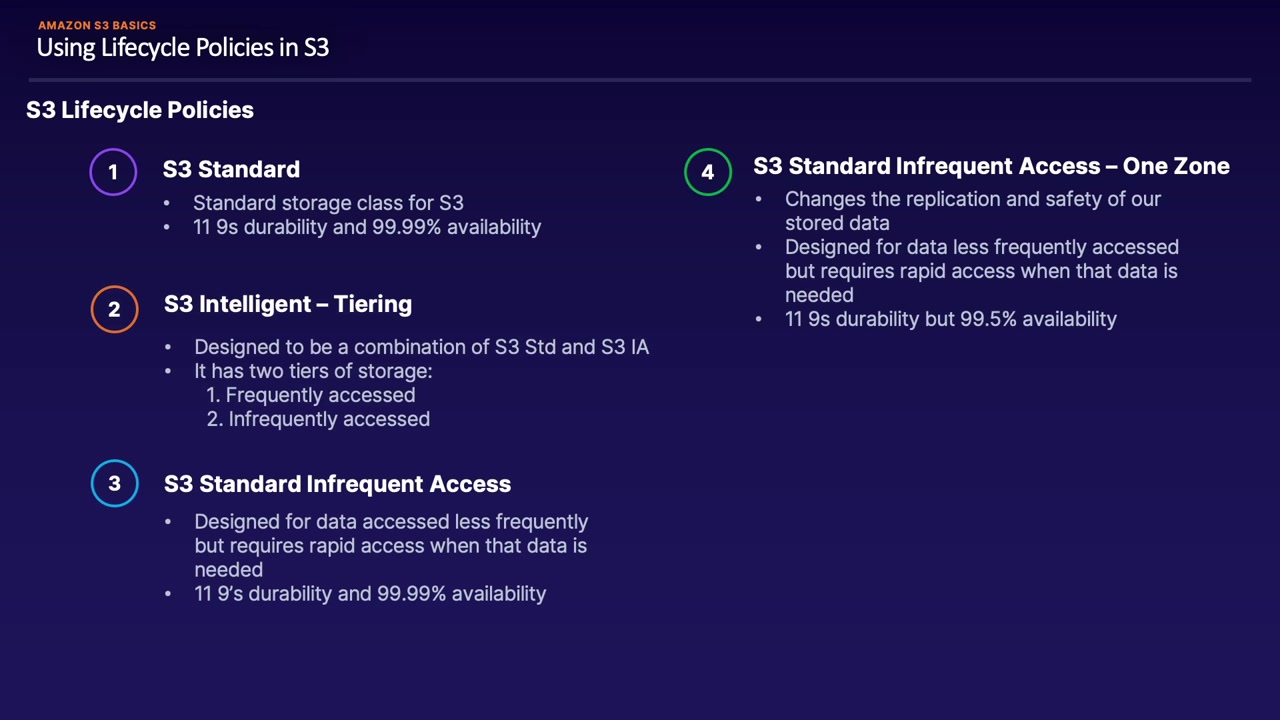 AMAZON S3 BASICS
Using Lifecycle Policies in S3
S3 Lifecycle Policies
1
S3 Standard
• Standard storage class for S3
• 11 9s durability and 99.99% availability
2
S3 Intelligent – Tiering
• Designed to be a combination of S3 Std and S3 IA
• It has two tiers of storage:
1. Frequently accessed
2. Infrequently accessed
3
S3 Standard Infrequent Access
• Designed for data accessed less frequently
but requires rapid access when that data is
needed
• 11 9’s durability and 99.99% availability
4
S3 Standard Infrequent Access – One Zone
• Changes the replication and safety of our
stored data
• Designed for data less frequently accessed
but requires rapid access when that data is
needed
• 11 9s durability but 99.5% availability